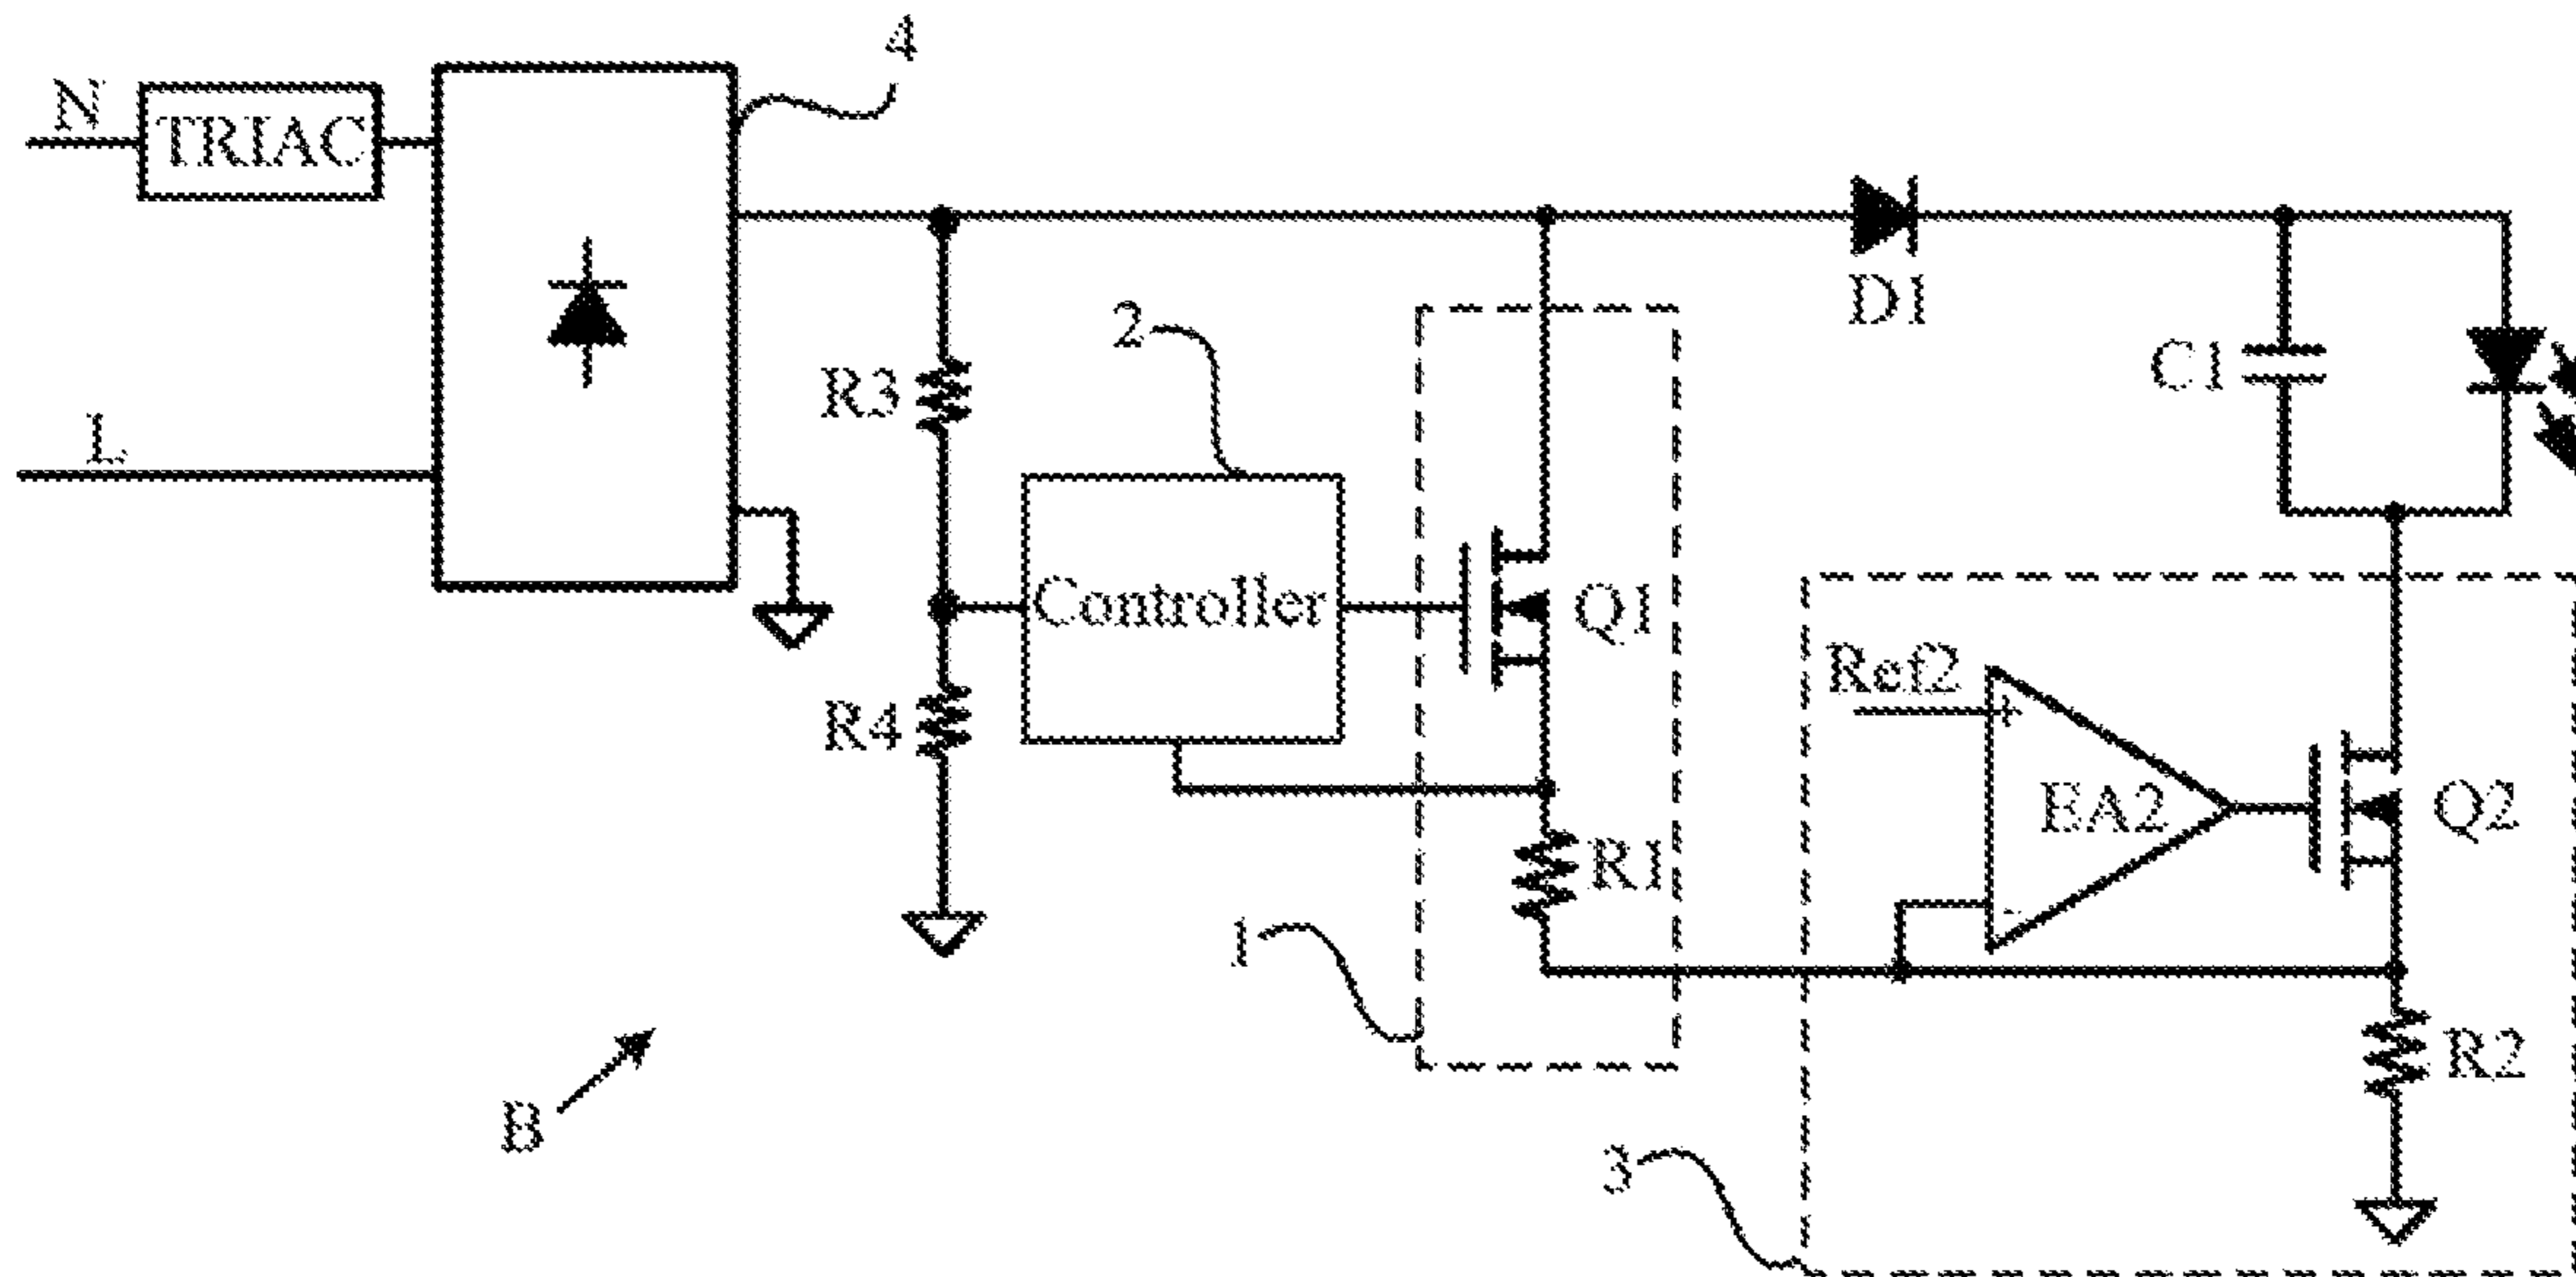 4
N
TRIAC
D1
2
C1
R3
L
Controller
Q1
Ref2
+
R4
EA2
Q2
R1
-
1
R2
B
3